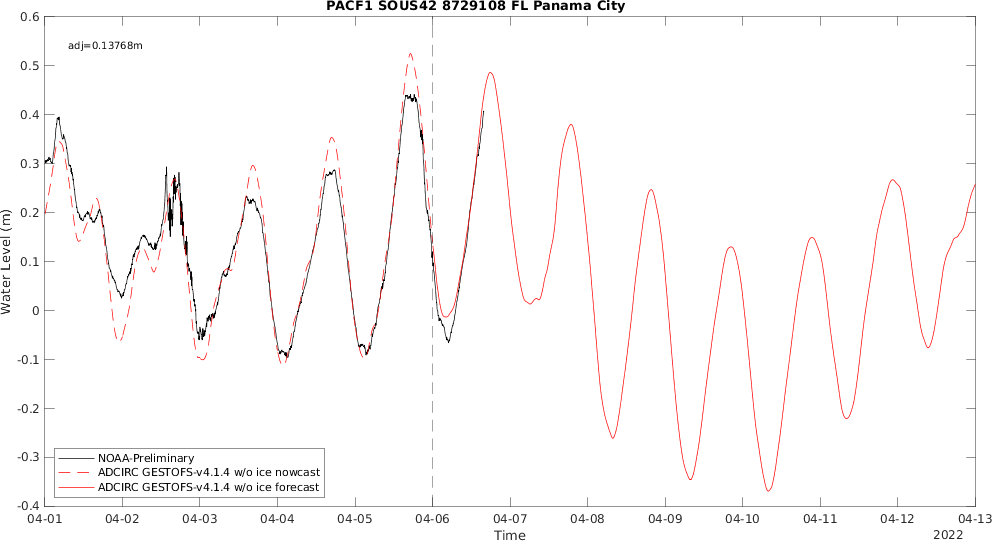 PACF1 SOUS42 8729108 FL Panama City
adj=0.13768m
Water Level (m)
0.6
0.5
0.4
0.3
0.2
0.1
0
-0.1
-0.2
-0.3
-0.4
NOAA-Preliminary
ADCIRC GESTOFS-v4.1.4 w/o ice nowcast
ADCIRC GESTOFS-v4.1.4 w/o ice forecast
04-01 04-02 04-03 04-04 04-05 04-06 04-07 04-08 04-09 04-10 04-11 04-12 04-13
Time
2022